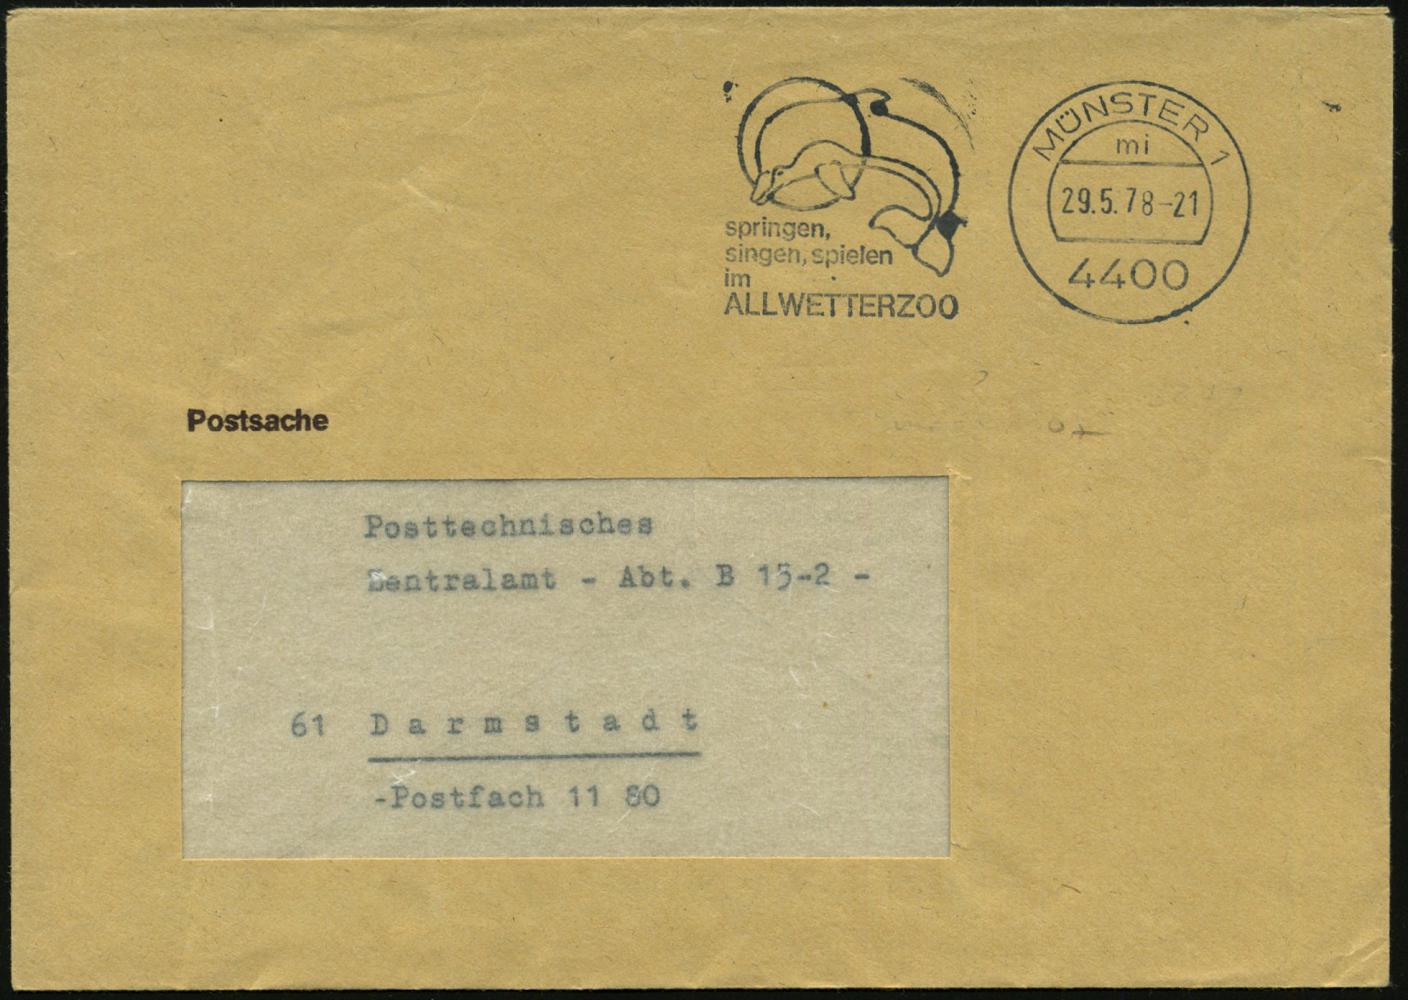 springen,
singen, spielen
im
ALLWETTERZOO
MÜNSTER 1
mi
29.5.78-21
4400
Postsache
Posttechnisches
Zentralamt - Abt. B 15-2 -
61 Darmstadt
-Postfach 11 80